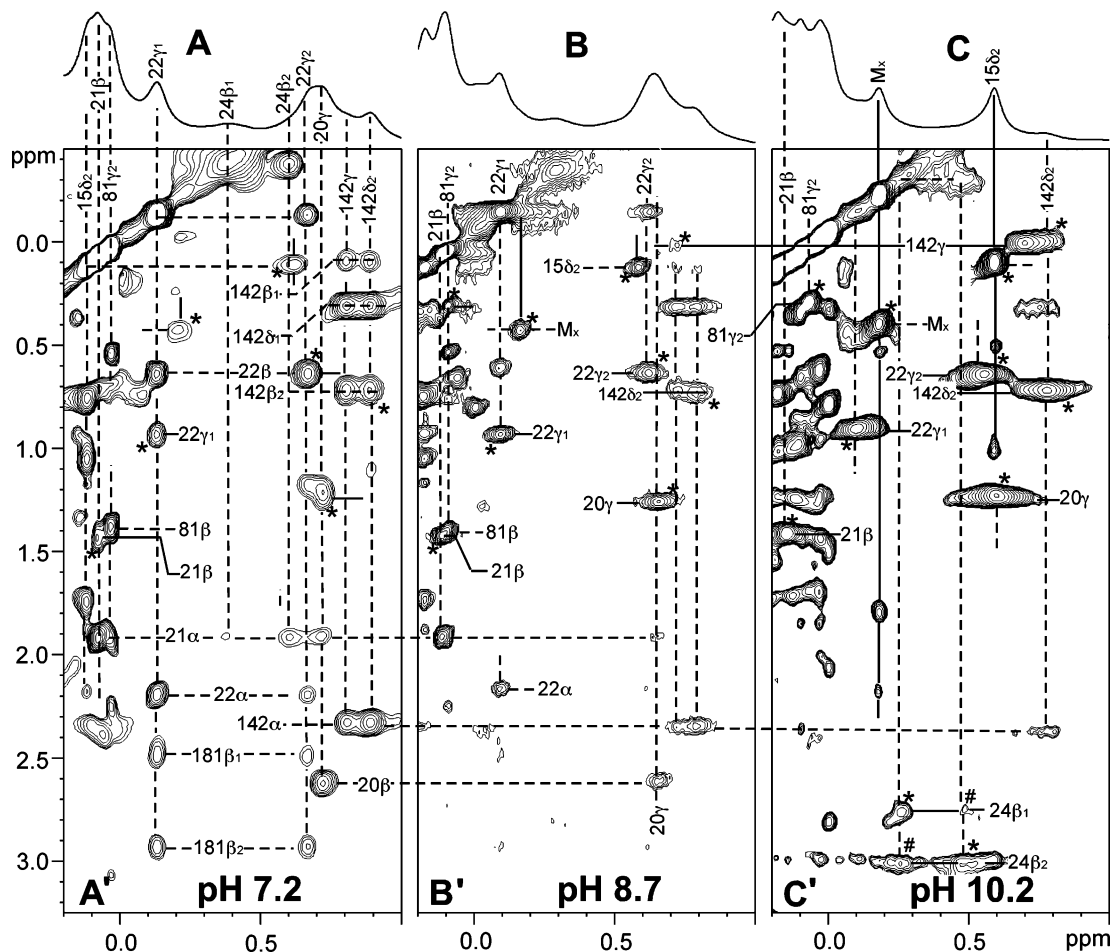 A
B
C
21β
22γ1
24β1
24β2
22γ2
20γ
Mx
15δ2
ppm
0.0
0.5
1.0
1.5
2.0
2.5
3.0
15δ2
81γ2
142γ
142δ2
*
142β1
142δ1
*
*
22β
142β2
*
22γ1
*
*
81β
*
21β
21α
22α
142α
181β1
20β
181β2
A'
pH 7.2
21β
81γ2
22γ1
22γ2
*
15δ2
*
*
*
Mx
22γ2
*
142δ2
*
22γ1
*
20γ
*
81β
*
21β
22α
20γ
B'
pH 8.7
21β
81γ2
142δ2
142γ
*
*
*
81γ2
*
Mx
22γ2
*
142δ2
*
22γ1
*
*
20γ
*
21β
*
#
24β1
#
*
24β2
C'
pH 10.2
0.0
0.5
0.0
0.5
0.0
0.5
ppm